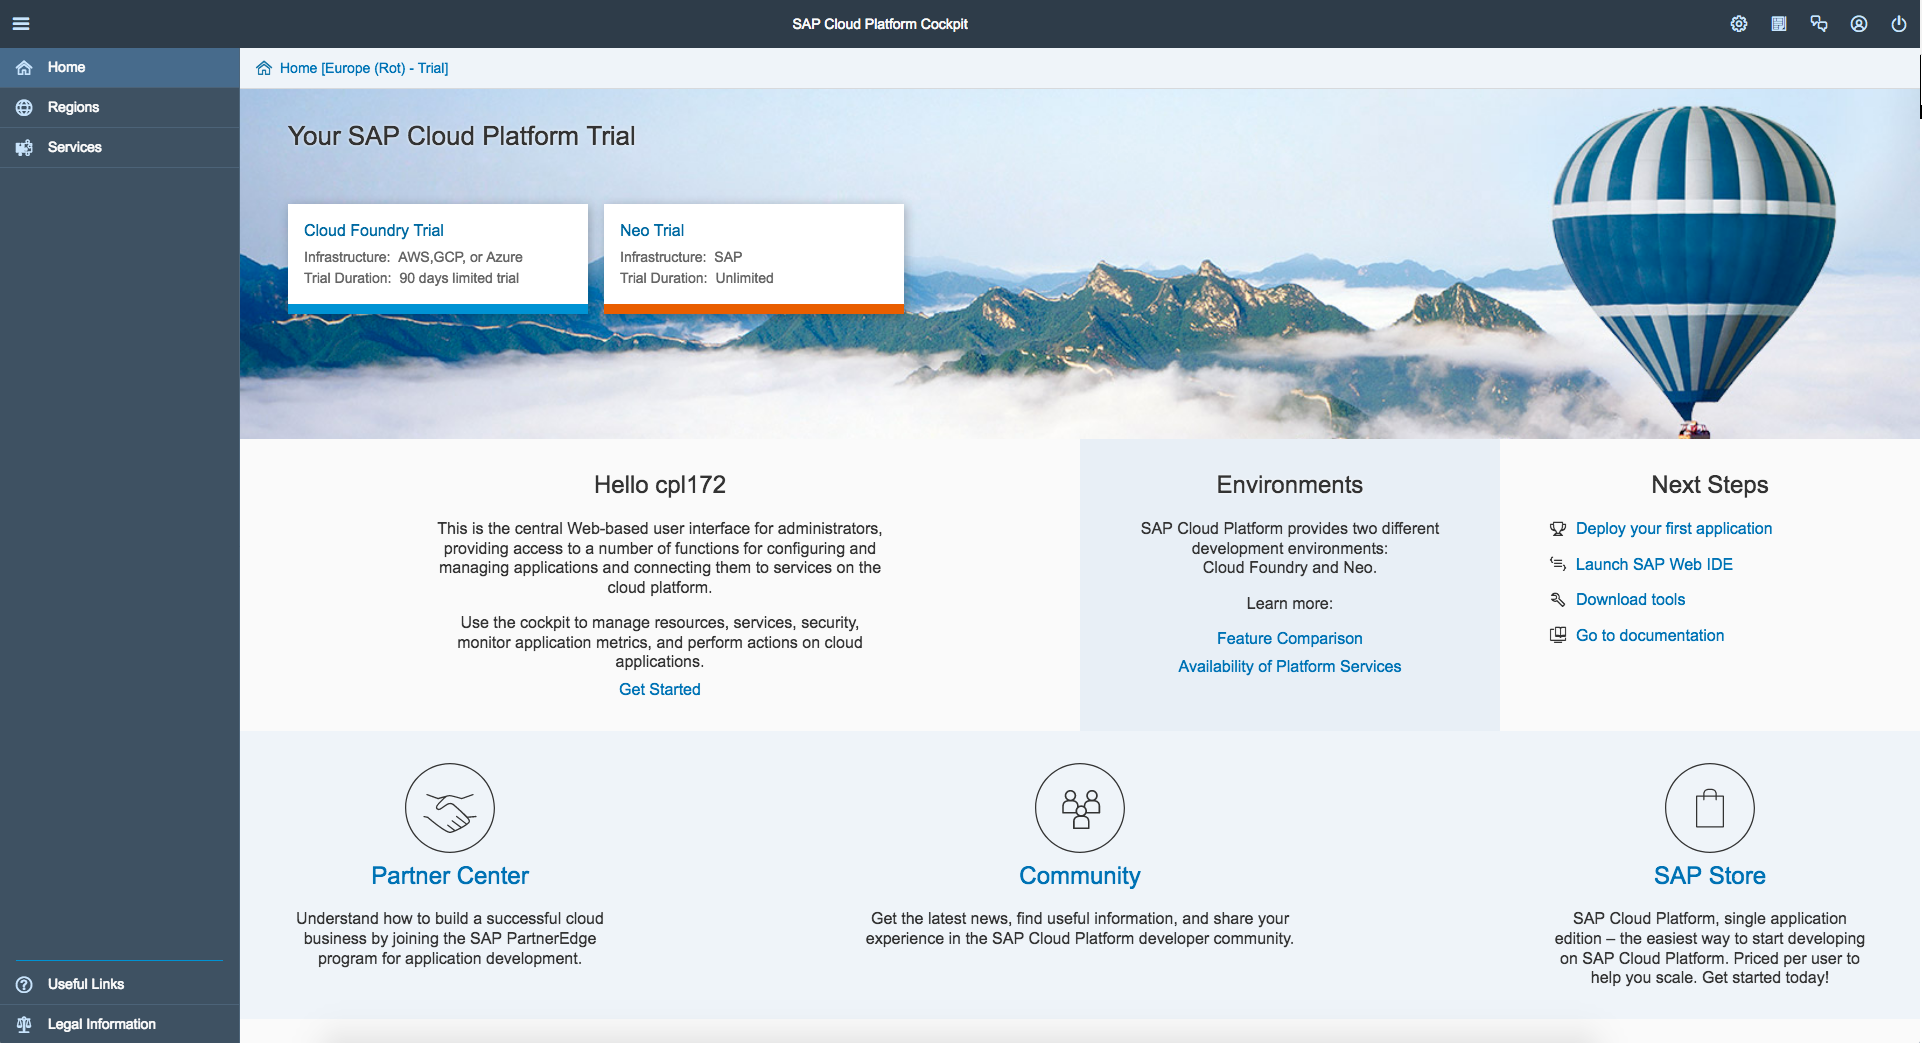 SAP Cloud Platform Cockpit
Home
Regions
Services
Useful Links
Legal Information
Home [Europe (Rot) - Trial]
Your SAP Cloud Platform Trial
Cloud Foundry Trial
Infrastructure: AWS,GCP, or Azure
Trial Duration: 90 days limited trial
Neo Trial
Infrastructure: SAP
Trial Duration: Unlimited
Hello cpl172
This is the central Web-based user interface for administrators,
providing access to a number of functions for configuring and
managing applications and connecting them to services on the
cloud platform.
Use the cockpit to manage resources, services, security,
monitor application metrics, and perform actions on cloud
applications.
Get Started
Environments
SAP Cloud Platform provides two different
development environments:
Cloud Foundry and Neo.
Learn more:
Feature Comparison
Availability of Platform Services
Next Steps
Deploy your first application
Launch SAP Web IDE
Download tools
Go to documentation
Partner Center
Understand how to build a successful cloud
business by joining the SAP PartnerEdge
program for application development.
Community
Get the latest news, find useful information, and share your
experience in the SAP Cloud Platform developer community.
SAP Store
SAP Cloud Platform, single application
edition – the easiest way to start developing
on SAP Cloud Platform. Priced per user to
help you scale. Get started today!